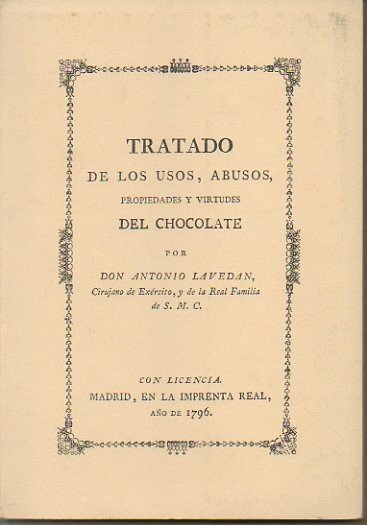 TRATADO
DE LOS USOS, ABUSOS,
PROPIEDADES Y VIRTUDES
DEL CHOCOLATE
POR
DON ANTONIO LAVEDAN,
Cirujano de Exército, y de la Real Familia
de S. M. C.
CON LICENCIA.
MADRID, EN LA IMPRENTA REAL,
AÑO DE 1796.